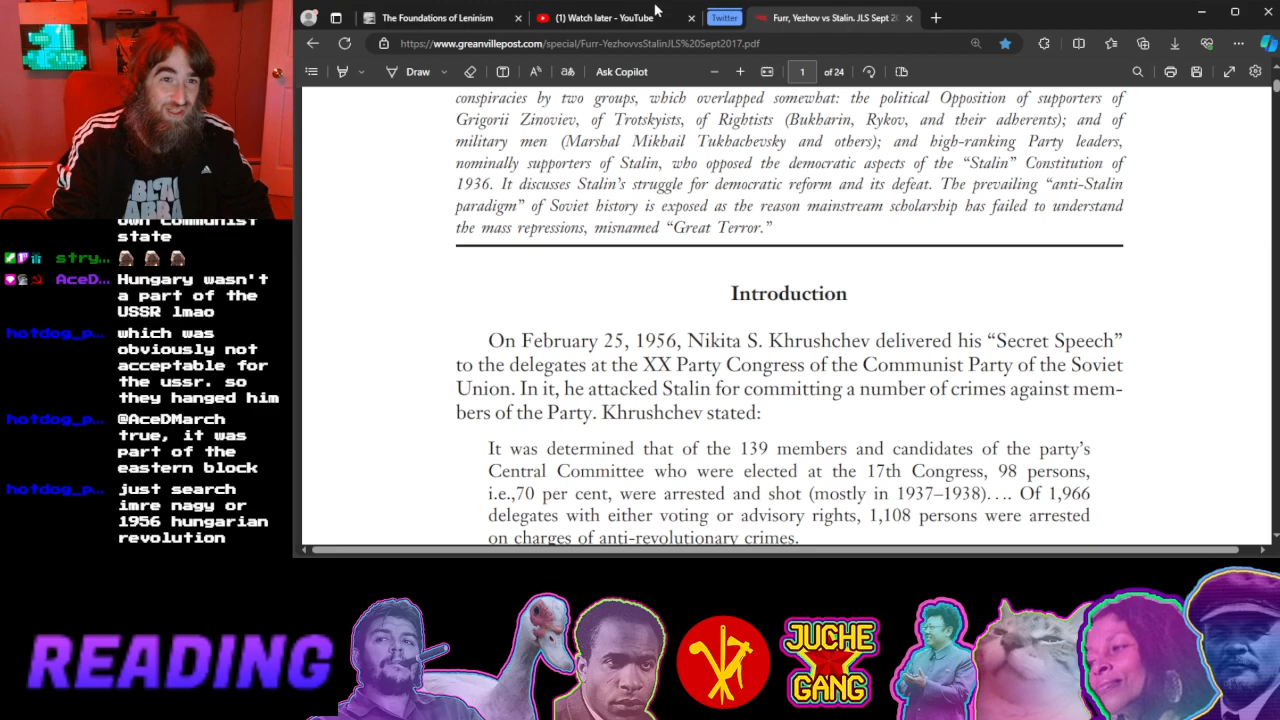 The Foundations of Leninism
(1) Watch later - YouTube
Twitter
Furr, Yezhov vs Stalin. JLS Sept 20
https://www.greanvillepost.com/special/Furr-YezhovvsStalinJLS%20Sept2017.pdf
Draw
Ask Copilot
1 of 24
conspiracies by two groups, which overlapped somewhat: the political Opposition of supporters of
Grigorii Zinoviev, of Trotskyists, of Rightists (Bukharin, Rykov, and their adherents); and of
military men (Marshal Mikhail Tukhachevsky and others); and high-ranking Party leaders,
nominally supporters of Stalin, who opposed the democratic aspects of the “Stalin” Constitution of
1936. It discusses Stalin’s struggle for democratic reform and its defeat. The prevailing “anti-Stalin
paradigm” of Soviet history is exposed as the reason mainstream scholarship has failed to understand
the mass repressions, misnamed “Great Terror.”
Introduction
On February 25, 1956, Nikita S. Khrushchev delivered his “Secret Speech”
to the delegates at the XX Party Congress of the Communist Party of the Soviet
Union. In it, he attacked Stalin for committing a number of crimes against mem-
bers of the Party. Khrushchev stated:
It was determined that of the 139 members and candidates of the party’s
Central Committee who were elected at the 17th Congress, 98 persons,
i.e.,70 per cent, were arrested and shot (mostly in 1937–1938)…. Of 1,966
delegates with either voting or advisory rights, 1,108 persons were arrested
on charges of anti-revolutionary crimes.
own communist
state
stry...
AceD... Hungary wasn't
a part of the
USSR lmao
hotdog_p... which was
obviously not
acceptable for
the ussr. so
they hanged him
hotdog_p... @AceDMarch
true, it was
part of the
eastern block
hotdog_p... just search
imre nagy or
1956 hungarian
revolution
READING
JUCHE
GANG